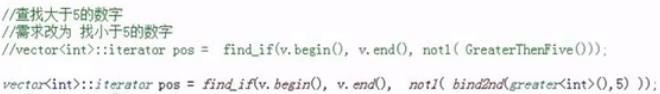 //查找大于5的数字
//需求改为 找小于5的数字
//vector<int>::iterator pos = find_if(v.begin(), v.end(), not1( GreaterThenFive()));
vector<int>::iterator pos = find_if(v.begin(), v.end(), not1( bind2nd(greater<int>(),5) ));